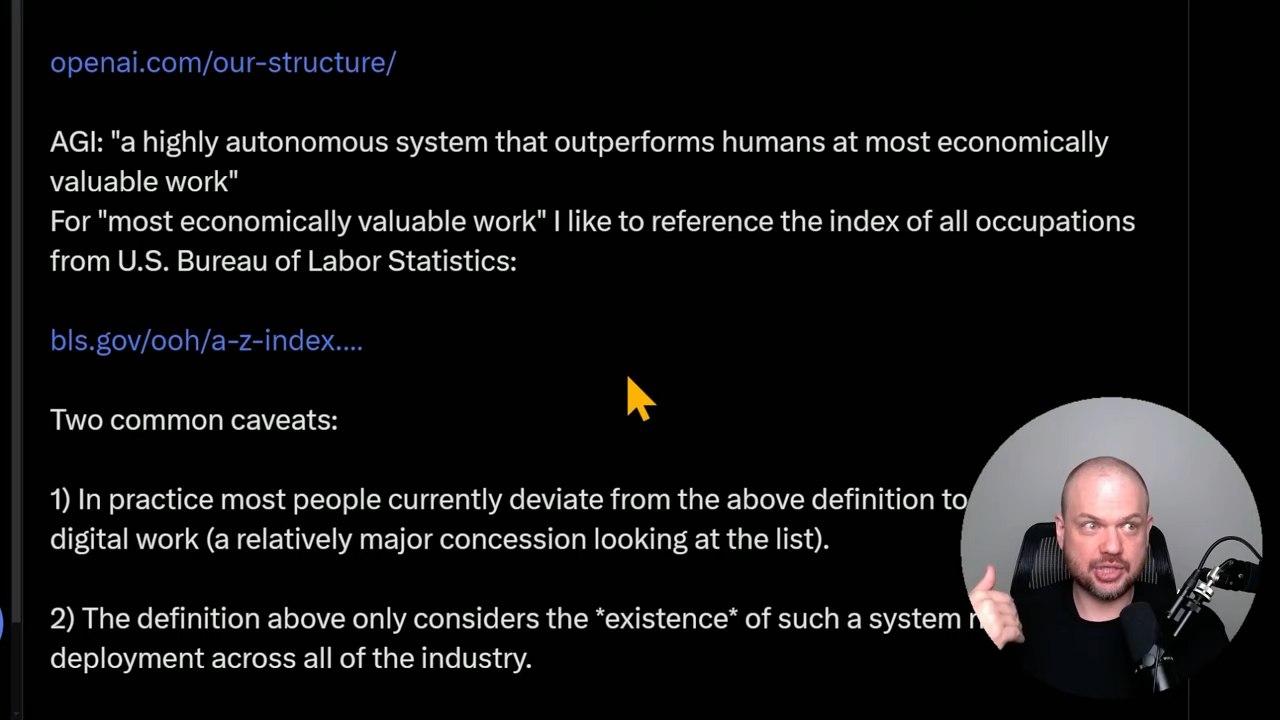 openai.com/our-structure/
AGI: "a highly autonomous system that outperforms humans at most economically
valuable work"
For "most economically valuable work" I like to reference the index of all occupations
from U.S. Bureau of Labor Statistics:
bls.gov/ooh/a-z-index....
Two common caveats:
1) In practice most people currently deviate from the above definition to
digital work (a relatively major concession looking at the list).
2) The definition above only considers the *existence* of such a system
deployment across all of the industry.